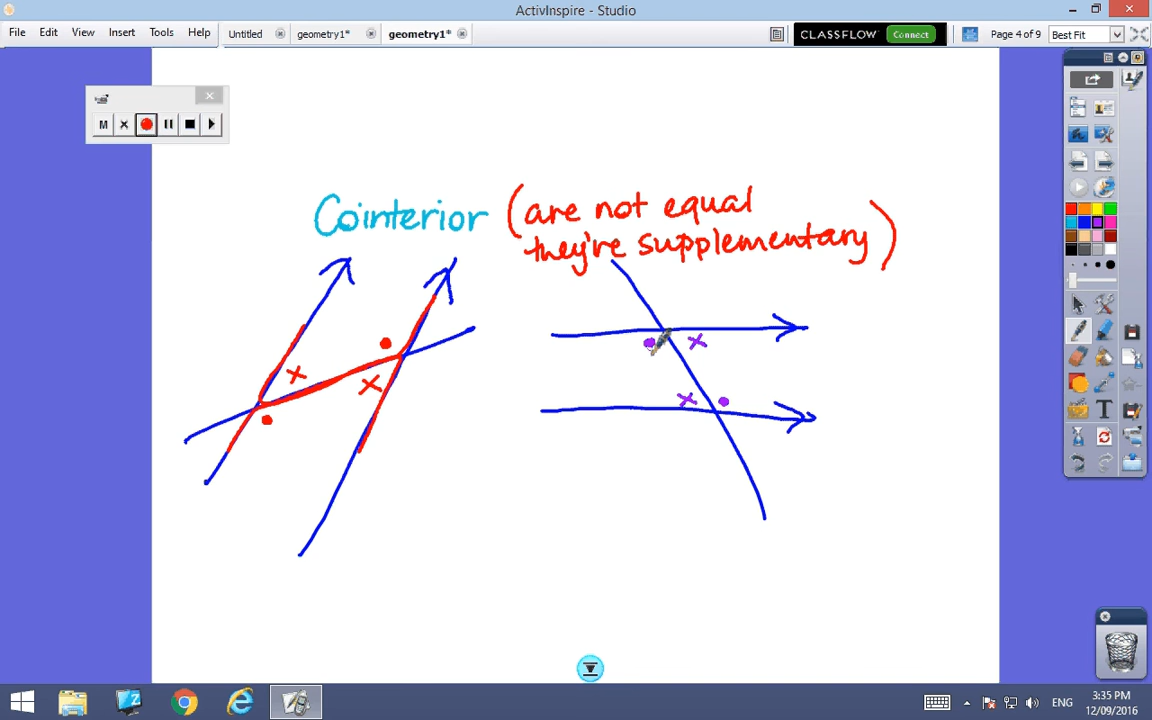 ActivInspire - Studio
File Edit View Insert Tools Help Untitled geometry1* geometry1* CLASSFLOW Connect Page 4 of 9 Best Fit
M
Cointerior (are not equal
they're supplementary)
T
ENG
3:35 PM
12/09/2016